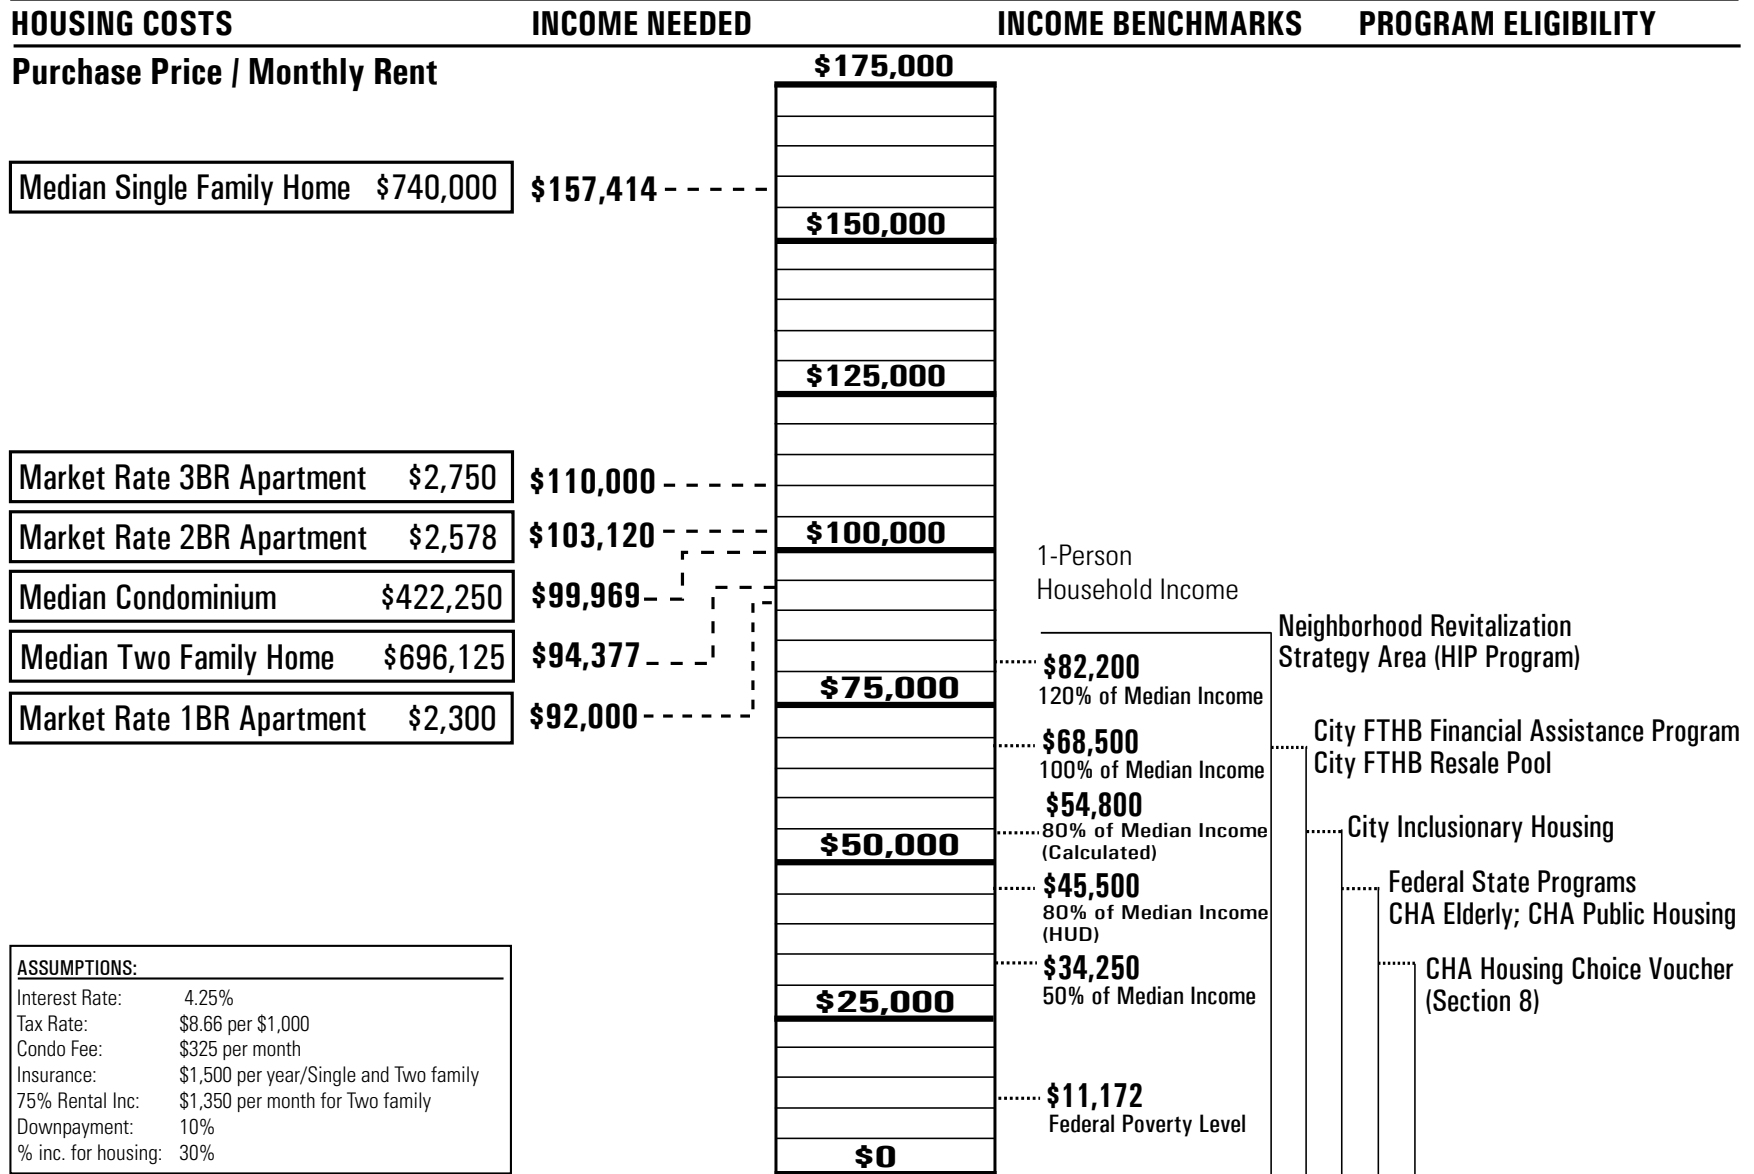 HOUSING COSTS INCOME NEEDED INCOME BENCHMARKS PROGRAM ELIGIBILITY
Purchase Price / Monthly Rent
Median Single Family Home $740,000 $157,414
Market Rate 3BR Apartment $2,750 $110,000
Market Rate 2BR Apartment $2,578 $103,120
Median Condominium $422,250 $99,969
Median Two Family Home $696,125 $94,377
Market Rate 1BR Apartment $2,300 $92,000
ASSUMPTIONS:
Interest Rate: 4.25%
Tax Rate: $8.66 per $1,000
Condo Fee: $325 per month
Insurance: $1,500 per year/Single and Two family
75% Rental Inc: $1,350 per month for Two family
Downpayment: 10%
% inc. for housing: 30%
$175,000
$150,000
$125,000
$100,000
$75,000
$50,000
$25,000
$0
1-Person
Household Income
$82,200
120% of Median Income
$68,500
100% of Median Income
$54,800
80% of Median Income
(Calculated)
$45,500
80% of Median Income
(HUD)
$34,250
50% of Median Income
$11,172
Federal Poverty Level
Neighborhood Revitalization
Strategy Area (HIP Program)
City FTHB Financial Assistance Program
City FTHB Resale Pool
City Inclusionary Housing
Federal State Programs
CHA Elderly; CHA Public Housing
CHA Housing Choice Voucher
(Section 8)